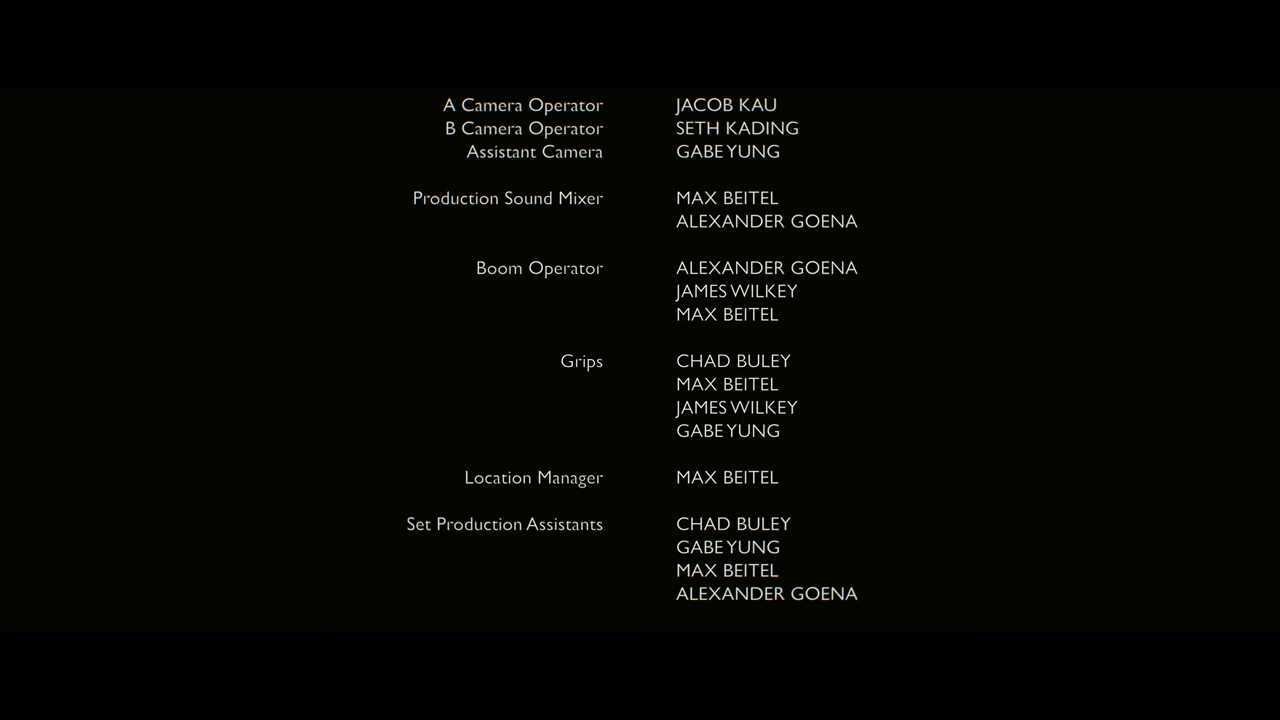 A Camera Operator JACOB KAU
B Camera Operator SETH KADING
Assistant Camera GABE YUNG
Production Sound Mixer MAX BEITEL
ALEXANDER GOENA
Boom Operator ALEXANDER GOENA
JAMES WILKEY
MAX BEITEL
Grips CHAD BULEY
MAX BEITEL
JAMES WILKEY
GABE YUNG
Location Manager MAX BEITEL
Set Production Assistants CHAD BULEY
GABE YUNG
MAX BEITEL
ALEXANDER GOENA